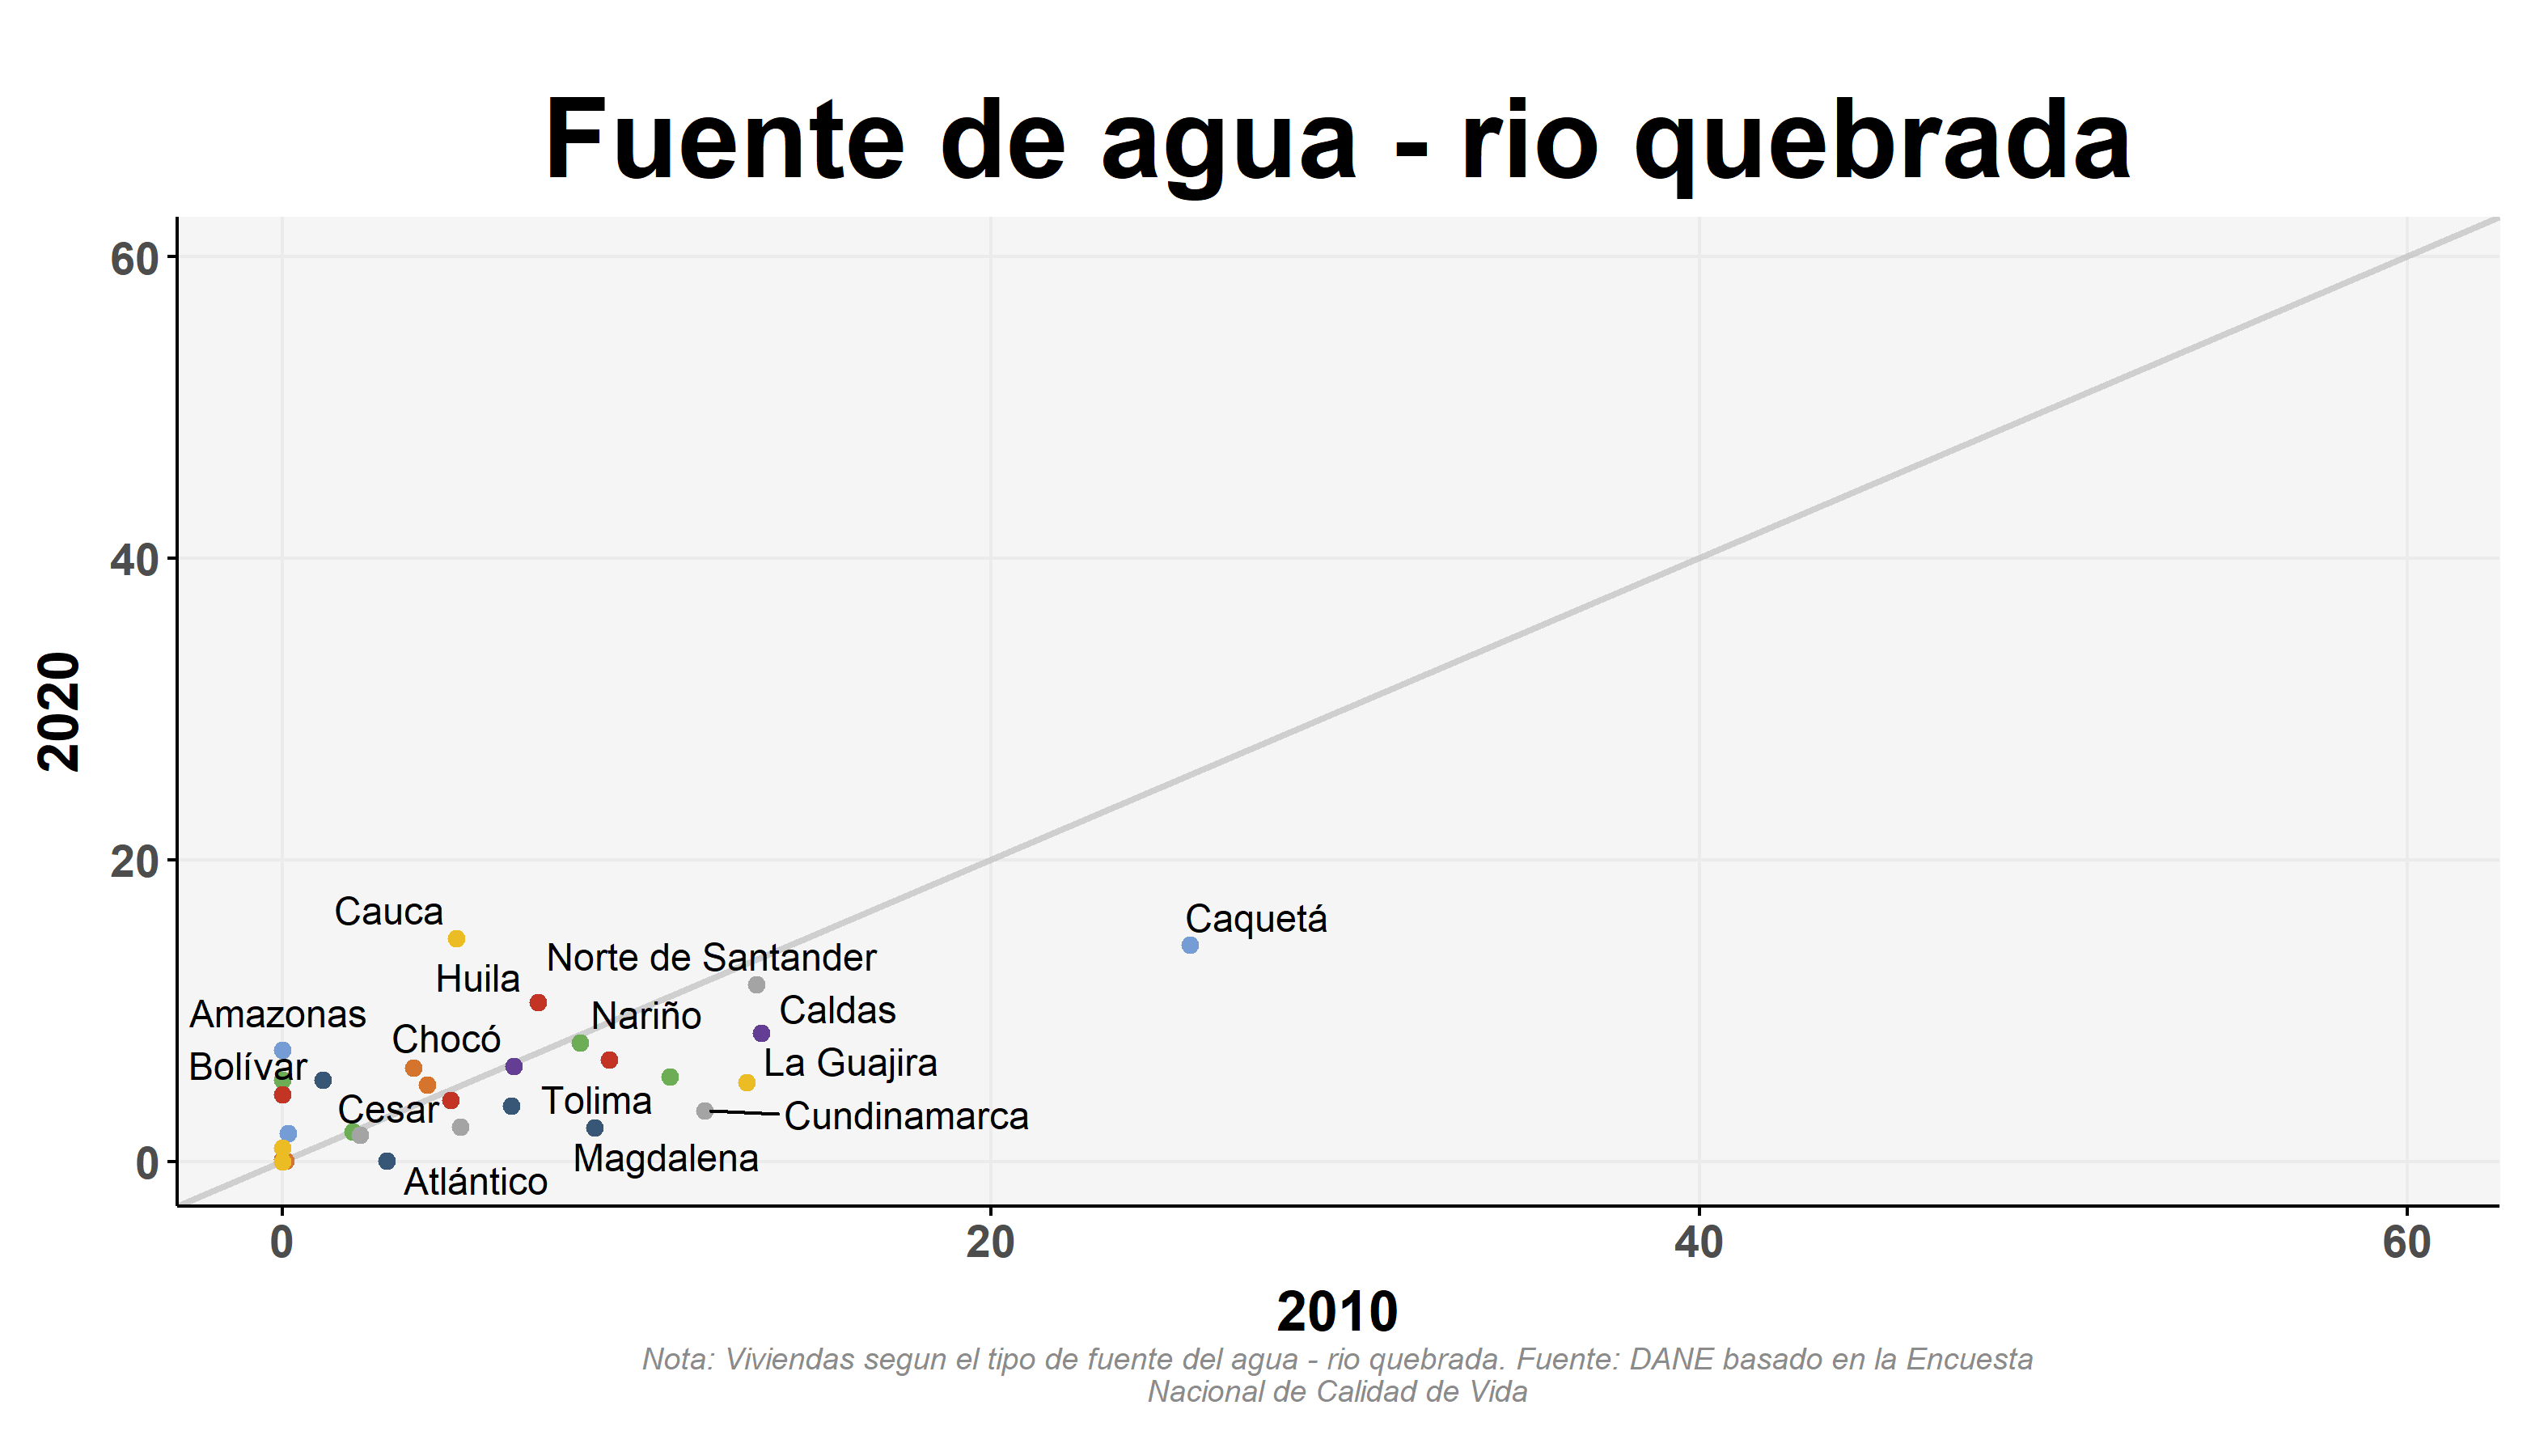 Fuente de agua - rio quebrada
60
40
20
0
2020
Cauca
Caquetá
Norte de Santander
Huila
Caldas
Amazonas
Nariño
Chocó
La Guajira
Bolívar
Tolima
Cesar
Cundinamarca
Magdalena
Atlántico
0 20 40 60
2010
Nota: Viviendas segun el tipo de fuente del agua - rio quebrada. Fuente: DANE basado en la Encuesta
Nacional de Calidad de Vida